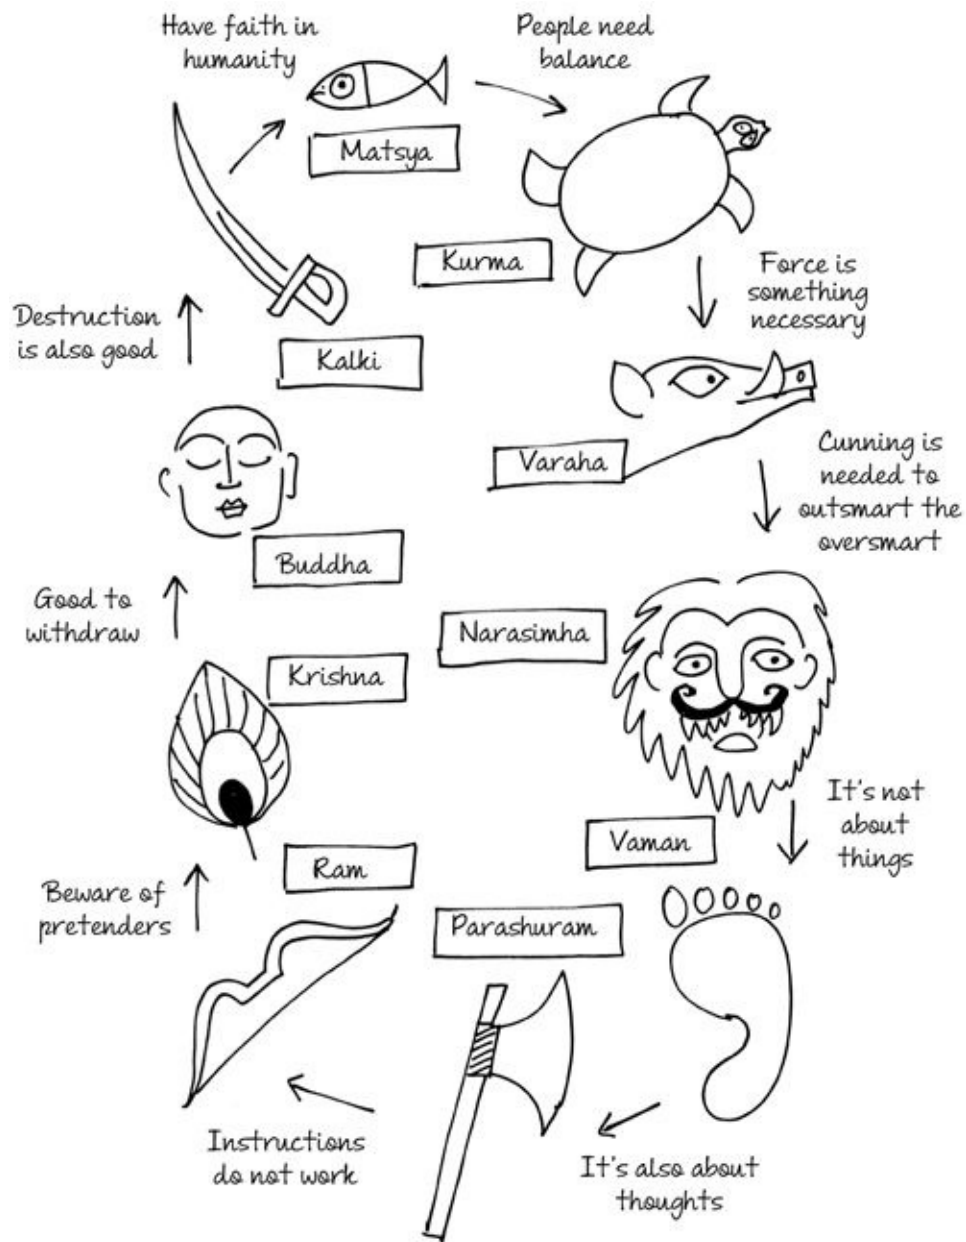 Have faith in
humanity
Matsya
People need
balance
Kurma
Force is
something
necessary
Varaha
Cunning is
needed to
outsmart the
oversmart
Narasimha
It's not
about
things
Vaman
It's also about
thoughts
Parashuram
Instructions
do not work
Ram
Beware of
pretenders
Krishna
Good to
withdraw
Buddha
Destruction
is also good
Kalki